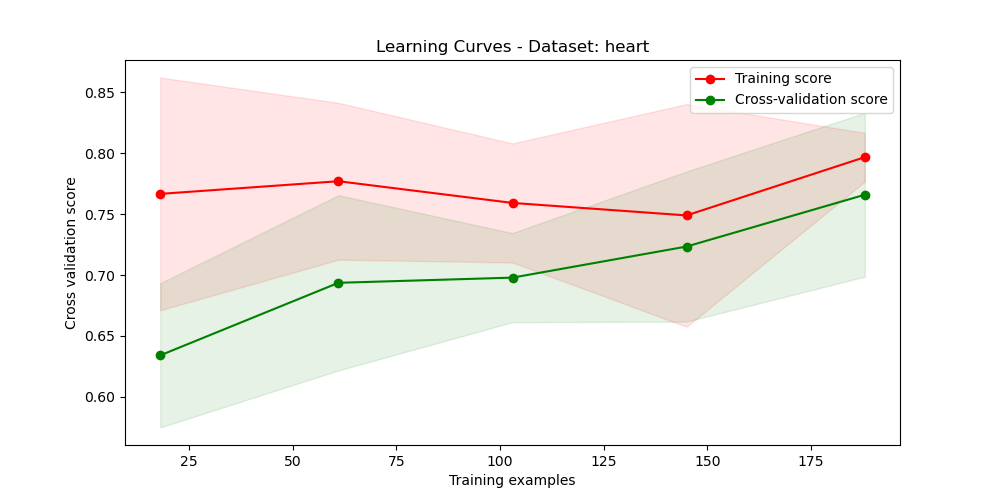 Learning Curves - Dataset: heart
Training score
Cross-validation score
Cross validation score
0.85
0.80
0.75
0.70
0.65
0.60
25 50 75 100 125 150 175
Training examples